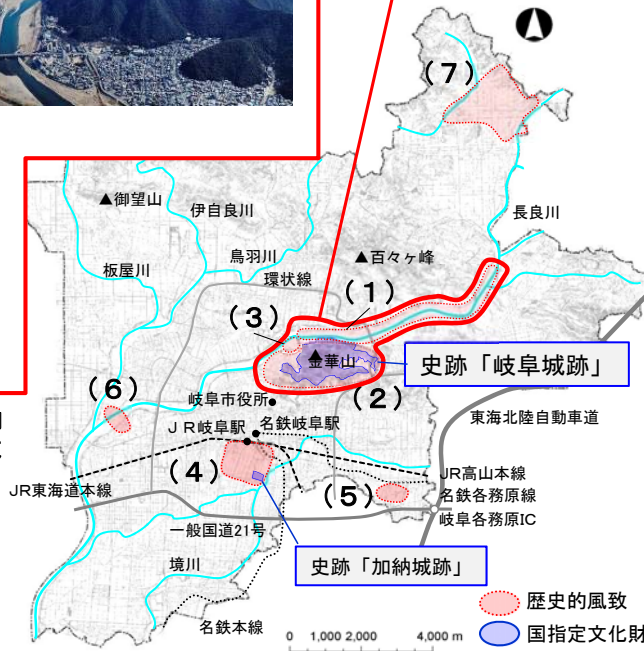 (7)
▲御望山
伊自良川
長良川
鳥羽川
▲百々ヶ峰
板屋川
環状線
(1)
(3)
▲金華山
史跡「岐阜城跡」
(6)
(2)
岐阜市役所
東海北陸自動車道
名鉄岐阜駅
JR岐阜駅
(4)
JR高山本線
JR東海道本線
(5)
名鉄各務原線
岐阜各務原IC
一般国道21号
史跡「加納城跡」
境川
歴史的風致
名鉄本線
国指定文化財
0 1,000 2,000 4,000 m